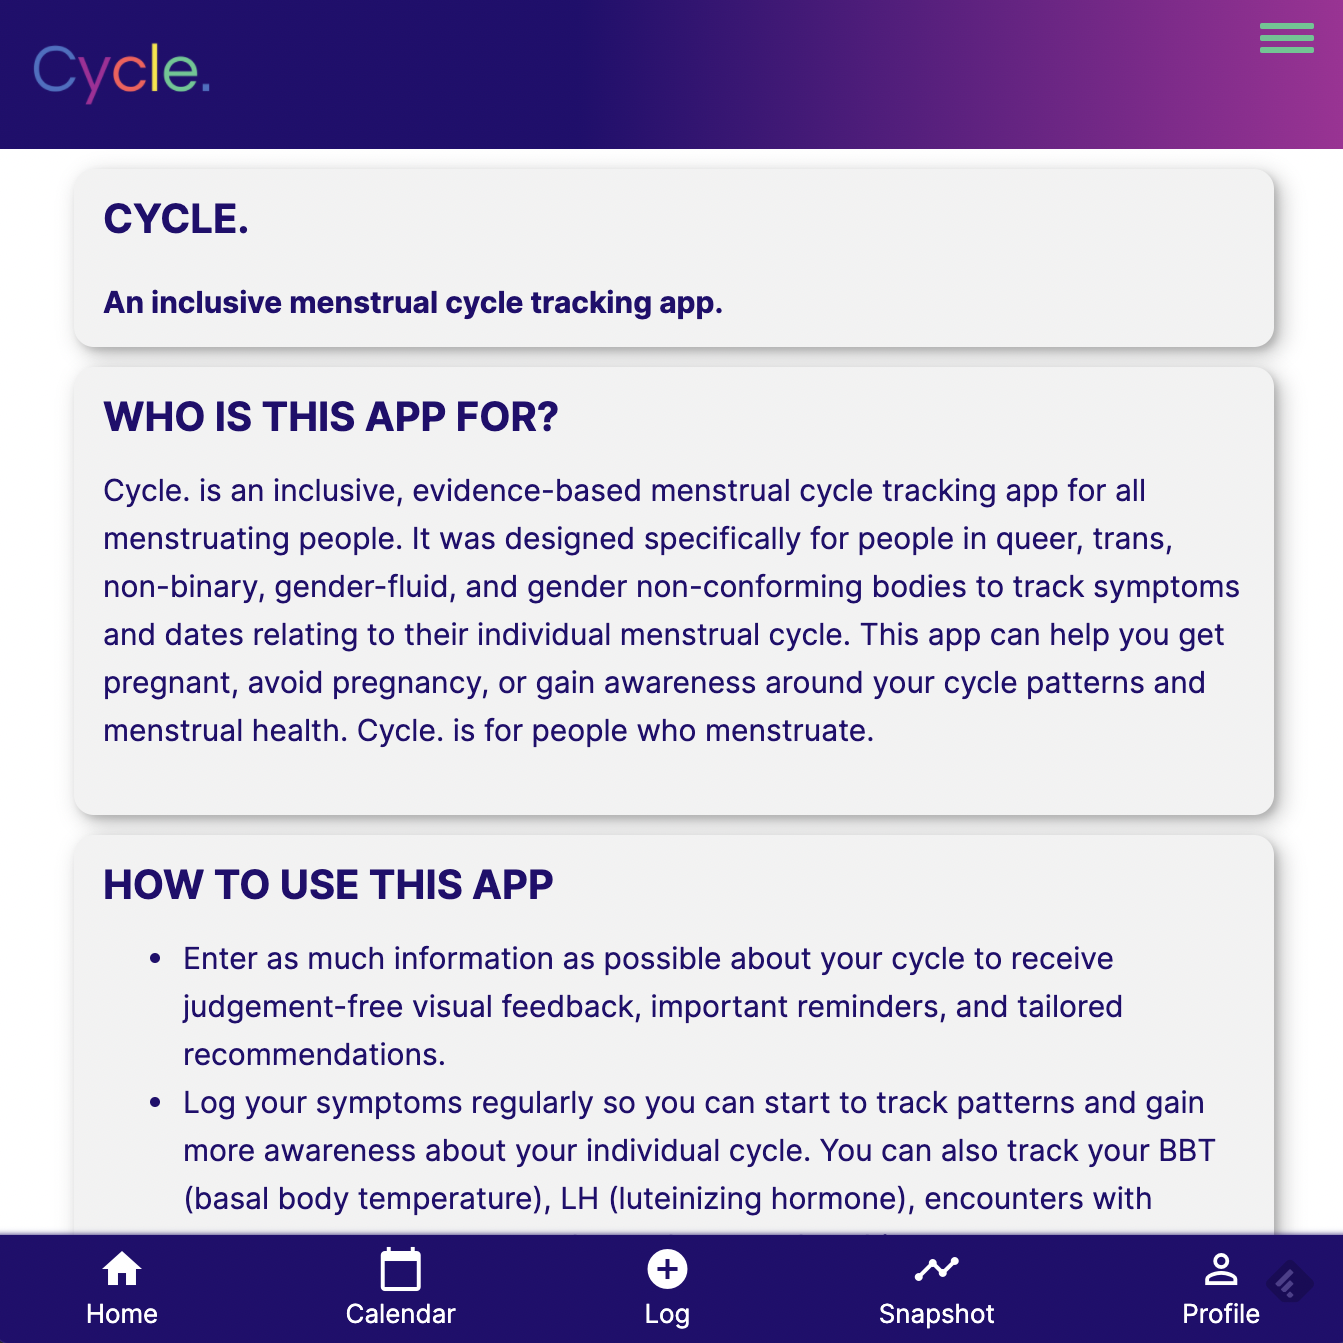 Cycle.
CYCLE.
An inclusive menstrual cycle tracking app.
WHO IS THIS APP FOR?
Cycle. is an inclusive, evidence-based menstrual cycle tracking app for all
menstruating people. It was designed specifically for people in queer, trans,
non-binary, gender-fluid, and gender non-conforming bodies to track symptoms
and dates relating to their individual menstrual cycle. This app can help you get
pregnant, avoid pregnancy, or gain awareness around your cycle patterns and
menstrual health. Cycle. is for people who menstruate.
HOW TO USE THIS APP
• Enter as much information as possible about your cycle to receive
judgement-free visual feedback, important reminders, and tailored
recommendations.
• Log your symptoms regularly so you can start to track patterns and gain
more awareness about your individual cycle. You can also track your BBT
(basal body temperature), LH (luteinizing hormone), encounters with
Home
Calendar
Log
Snapshot
Profile